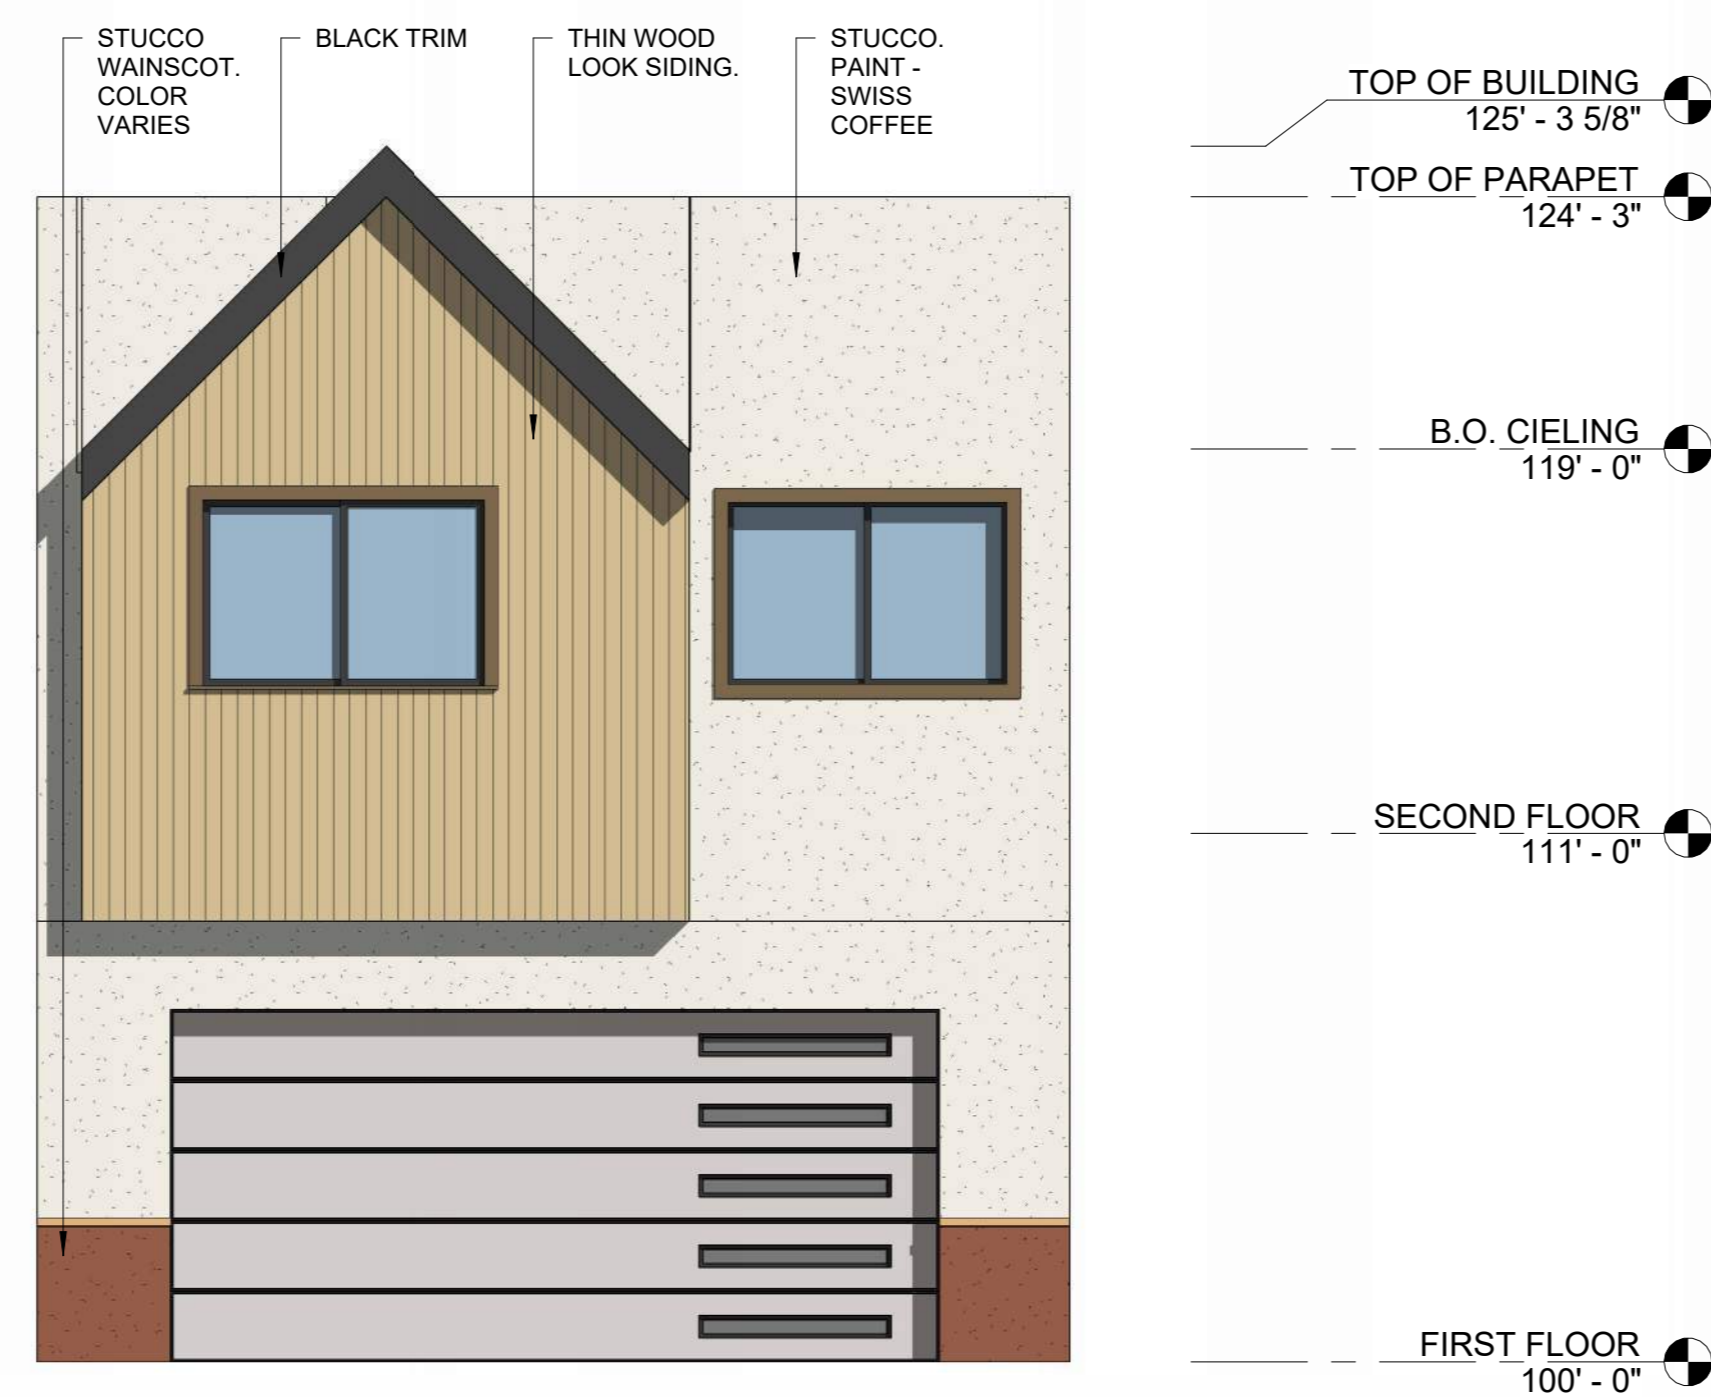 STUCCO
WAINSCOT.
COLOR
VARIES
BLACK TRIM
THIN WOOD
LOOK SIDING.
STUCCO.
PAINT -
SWISS
COFFEE
TOP OF BUILDING
125' - 3 5/8"
TOP OF PARAPET
124' - 3"
B.O. CIELING
119' - 0"
SECOND FLOOR
111' - 0"
FIRST FLOOR
100' - 0"